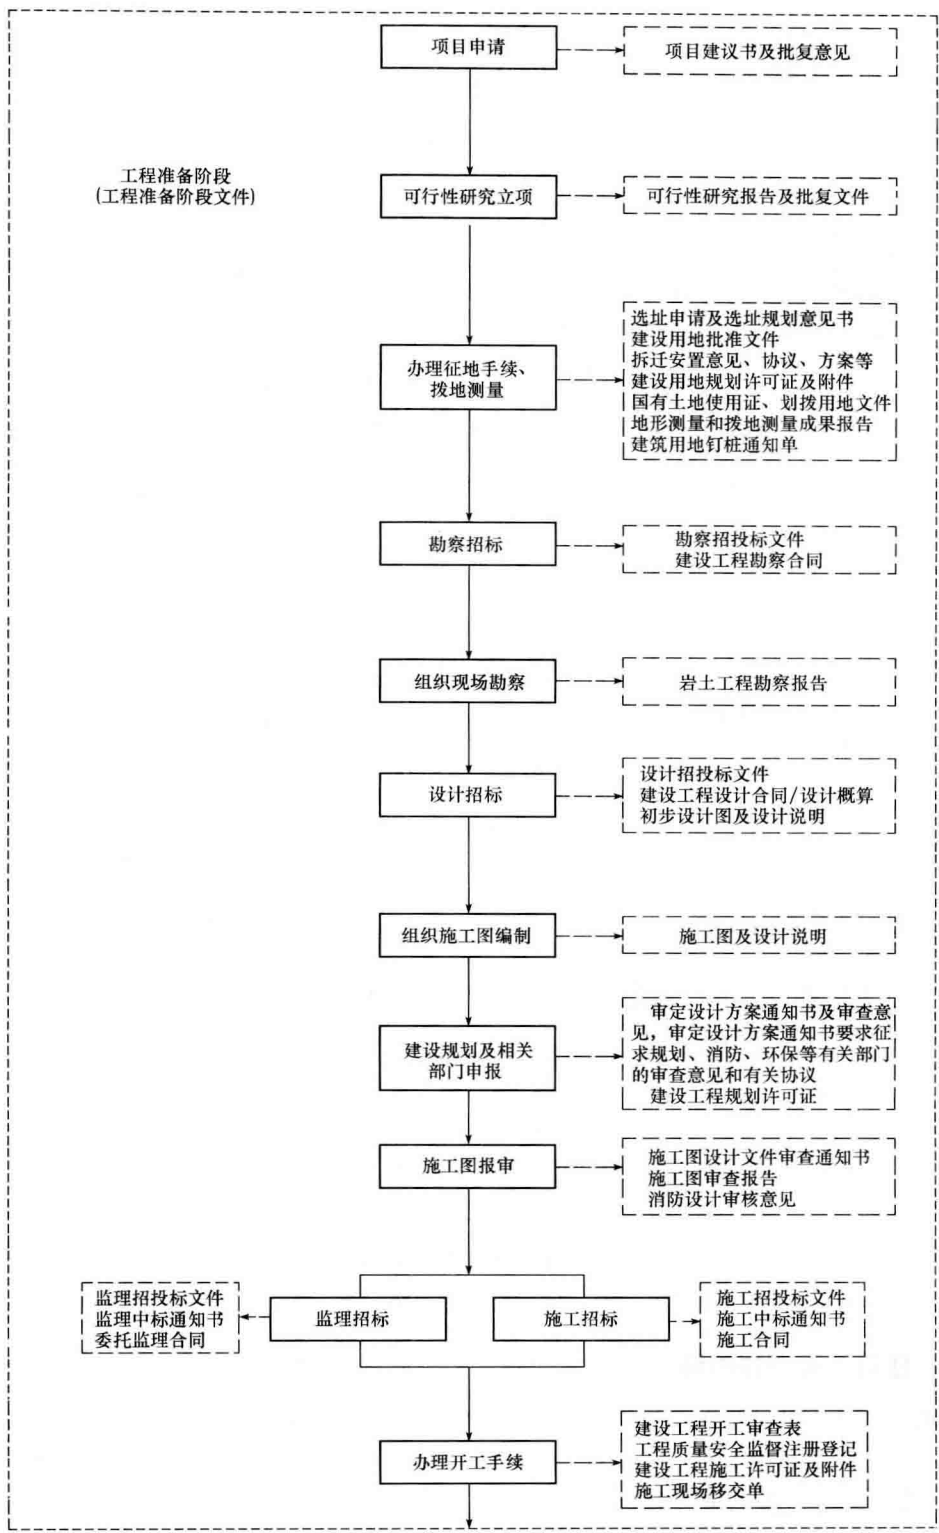 项目申请
项目建议书及批复意见
工程准备阶段
(工程准备阶段文件)
可行性研究立项
可行性研究报告及批复文件
办理征地手续、
拨地测量
选址申请及选址规划意见书
建设用地批准文件
拆迁安置意见、协议、方案等
建设用地规划许可证及附件
国有土地使用证、划拨用地文件
地形测量和拨地测量成果报告
建筑用地钉桩通知单
勘察招标
勘察招投标文件
建设工程勘察合同
组织现场勘察
岩土工程勘察报告
设计招标
设计招投标文件
建设工程设计合同/设计概算
初步设计图及设计说明
组织施工图编制
施工图及设计说明
建设规划及相关
部门申报
审定设计方案通知书及审查意
见，审定设计方案通知书要求征
求规划、消防、环保等有关部门
的审查意见和有关协议
建设工程规划许可证
施工图报审
施工图设计文件审查通知书
施工图审查报告
消防设计审核意见
监理招投标文件
监理中标通知书
委托监理合同
监理招标
施工招标
施工招投标文件
施工中标通知书
施工合同
办理开工手续
建设工程开工审查表
工程质量安全监督注册登记
建设工程施工许可证及附件
施工现场移交单